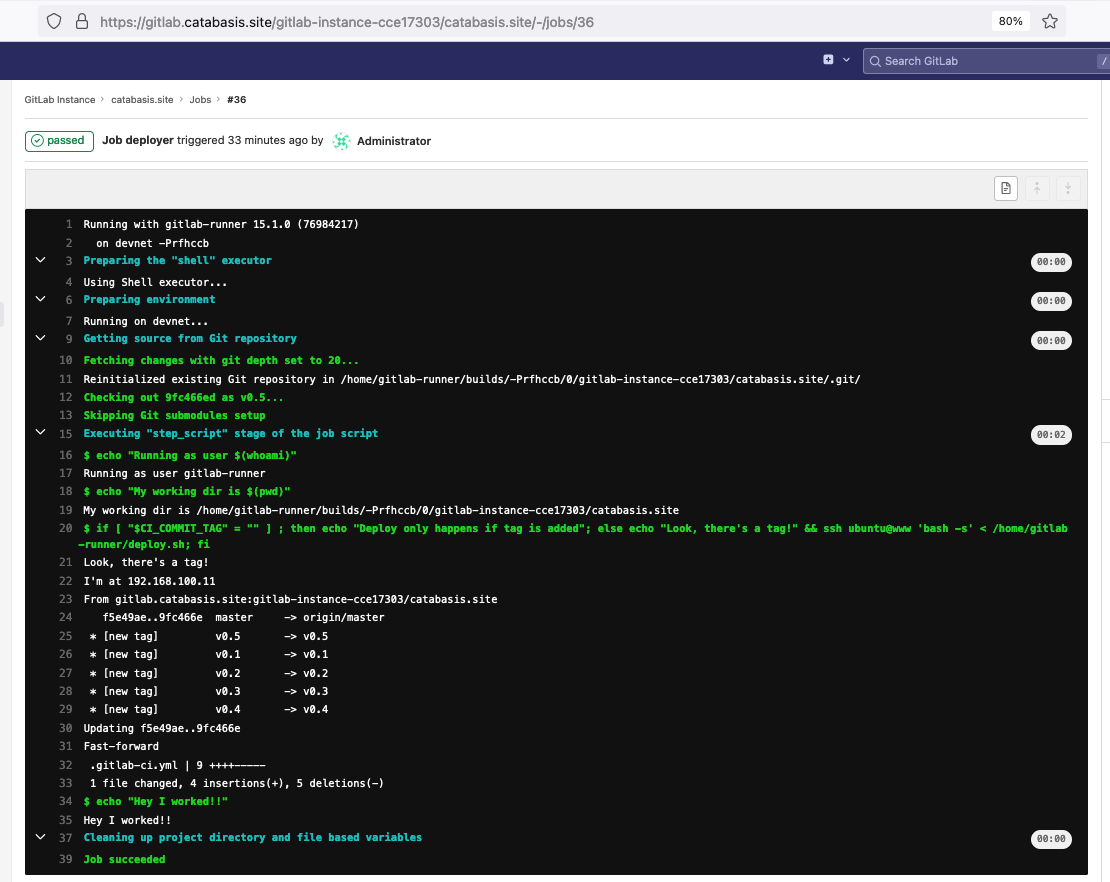 https://gitlab.catabasis.site/gitlab-instance-cce17303/catabasis.site/-/jobs/36 80%
Search GitLab /
GitLab Instance > catabasis.site > Jobs > #36
passed Job deployer triggered 33 minutes ago by Administrator
1 Running with gitlab-runner 15.1.0 (76984217)
2 on devnet -Prfhccb
3 Preparing the "shell" executor 00:00
4 Using Shell executor...
6 Preparing environment 00:00
7 Running on devnet...
9 Getting source from Git repository 00:00
10 Fetching changes with git depth set to 20...
11 Reinitialized existing Git repository in /home/gitlab-runner/builds/-Prfhccb/0/gitlab-instance-cce17303/catabasis.site/.git/
12 Checking out 9fc466ed as v0.5...
13 Skipping Git submodules setup
15 Executing "step_script" stage of the job script 00:02
16 $ echo "Running as user $(whoami)"
17 Running as user gitlab-runner
18 $ echo "My working dir is $(pwd)"
19 My working dir is /home/gitlab-runner/builds/-Prfhccb/0/gitlab-instance-cce17303/catabasis.site
20 $ if [ "$CI_COMMIT_TAG" = "" ] ; then echo "Deploy only happens if tag is added"; else echo "Look, there's a tag!" && ssh ubuntu@www 'bash -s' < /home/gitlab
-runner/deploy.sh; fi
21 Look, there's a tag!
22 I'm at 192.168.100.11
23 From gitlab.catabasis.site:gitlab-instance-cce17303/catabasis.site
24 f5e49ae..9fc466e master -> origin/master
25 * [new tag] v0.5 -> v0.5
26 * [new tag] v0.1 -> v0.1
27 * [new tag] v0.2 -> v0.2
28 * [new tag] v0.3 -> v0.3
29 * [new tag] v0.4 -> v0.4
30 Updating f5e49ae..9fc466e
31 Fast-forward
32 .gitlab-ci.yml | 9 ++++-----
33 1 file changed, 4 insertions(+), 5 deletions(-)
34 $ echo "Hey I worked!!"
35 Hey I worked!!
37 Cleaning up project directory and file based variables 00:00
39 Job succeeded